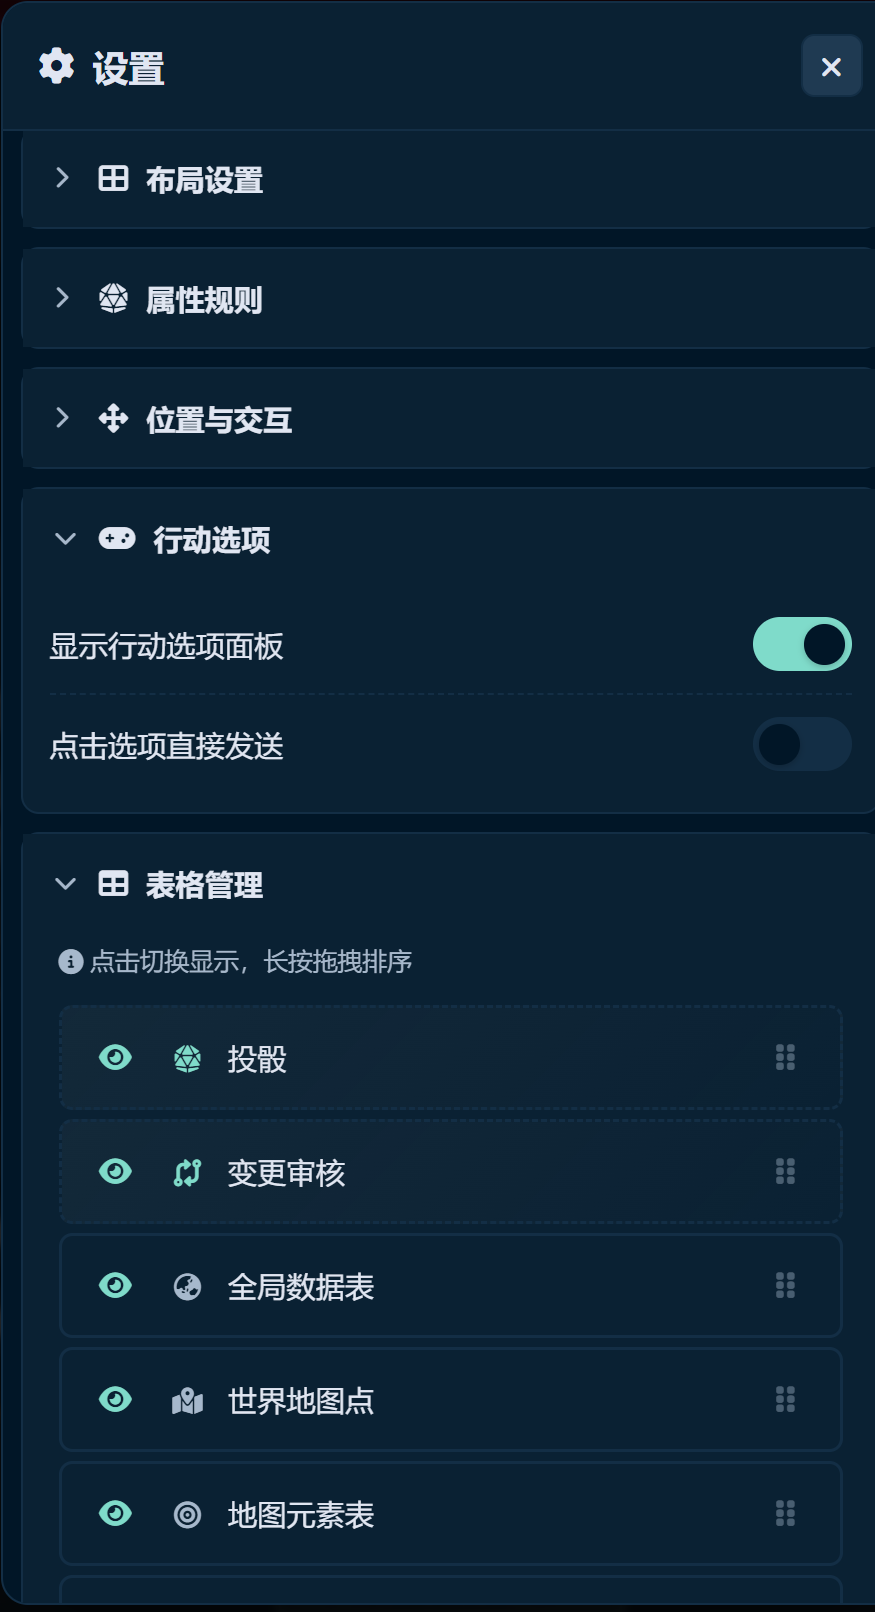 设置
布局设置
属性规则
位置与交互
行动选项
显示行动选项面板
点击选项直接发送
表格管理
点击切换显示，长按拖拽排序
投骰
变更审核
全局数据表
世界地图点
地图元素表